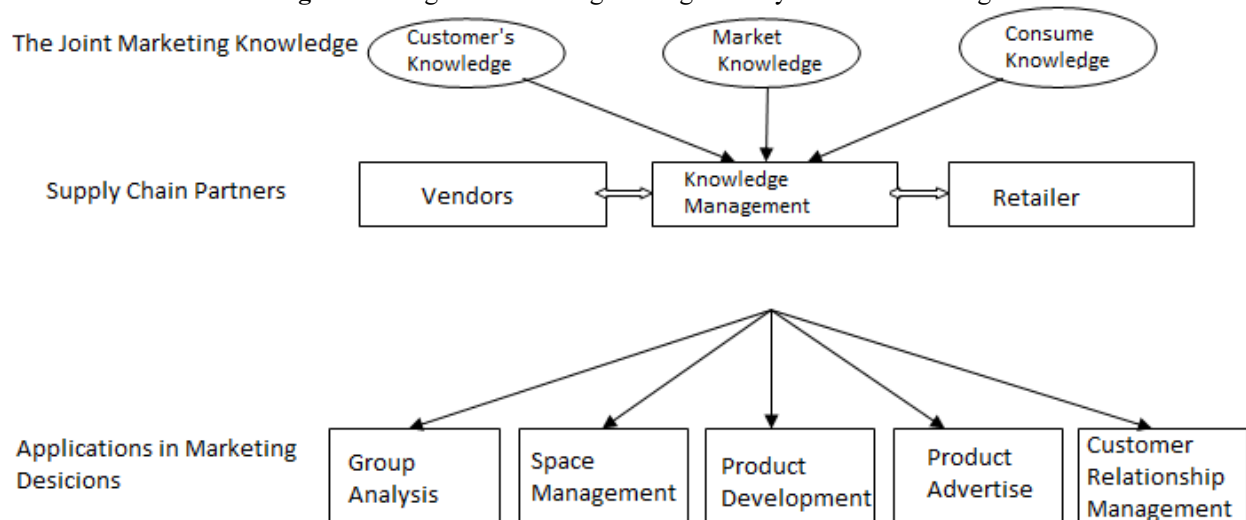 The Joint Marketing Knowledge
Customer's
Knowledge
Market
Knowledge
Consume
Knowledge
Supply Chain Partners
Vendors
Knowledge
Management
Retailer
Applications in Marketing
Desicions
Group
Analysis
Space
Management
Product
Development
Product
Advertise
Customer
Relationship
Management